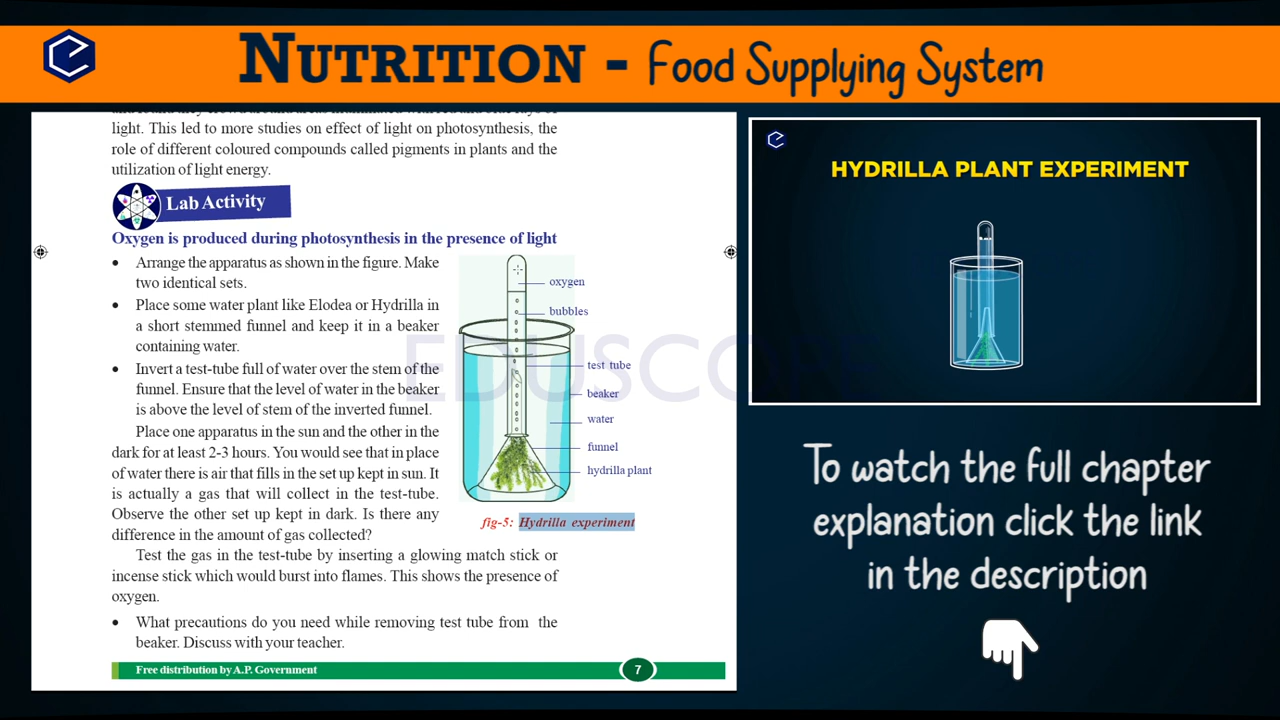 NUTRITION - Food Supplying System
light. This led to more studies on effect of light on photosynthesis, the
role of different coloured compounds called pigments in plants and the
utilization of light energy.
Lab Activity
Oxygen is produced during photosynthesis in the presence of light
• Arrange the apparatus as shown in the figure. Make
two identical sets.
• Place some water plant like Elodea or Hydrilla in
a short stemmed funnel and keep it in a beaker
containing water.
• Invert a test-tube full of water over the stem of the
funnel. Ensure that the level of water in the beaker
is above the level of stem of the inverted funnel.
Place one apparatus in the sun and the other in the
dark for at least 2-3 hours. You would see that in place
of water there is air that fills in the set up kept in sun. It
is actually a gas that will collect in the test-tube.
Observe the other set up kept in dark. Is there any
difference in the amount of gas collected?
oxygen
bubbles
test tube
beaker
water
funnel
hydrilla plant
fig-5: Hydrilla experiment
Test the gas in the test-tube by inserting a glowing match stick or
incense stick which would burst into flames. This shows the presence of
oxygen.
• What precautions do you need while removing test tube from the
beaker. Discuss with your teacher.
Free distribution by A.P. Government
7
EDUSCOPE
HYDRILLA PLANT EXPERIMENT
To watch the full chapter
explanation click the link
in the description